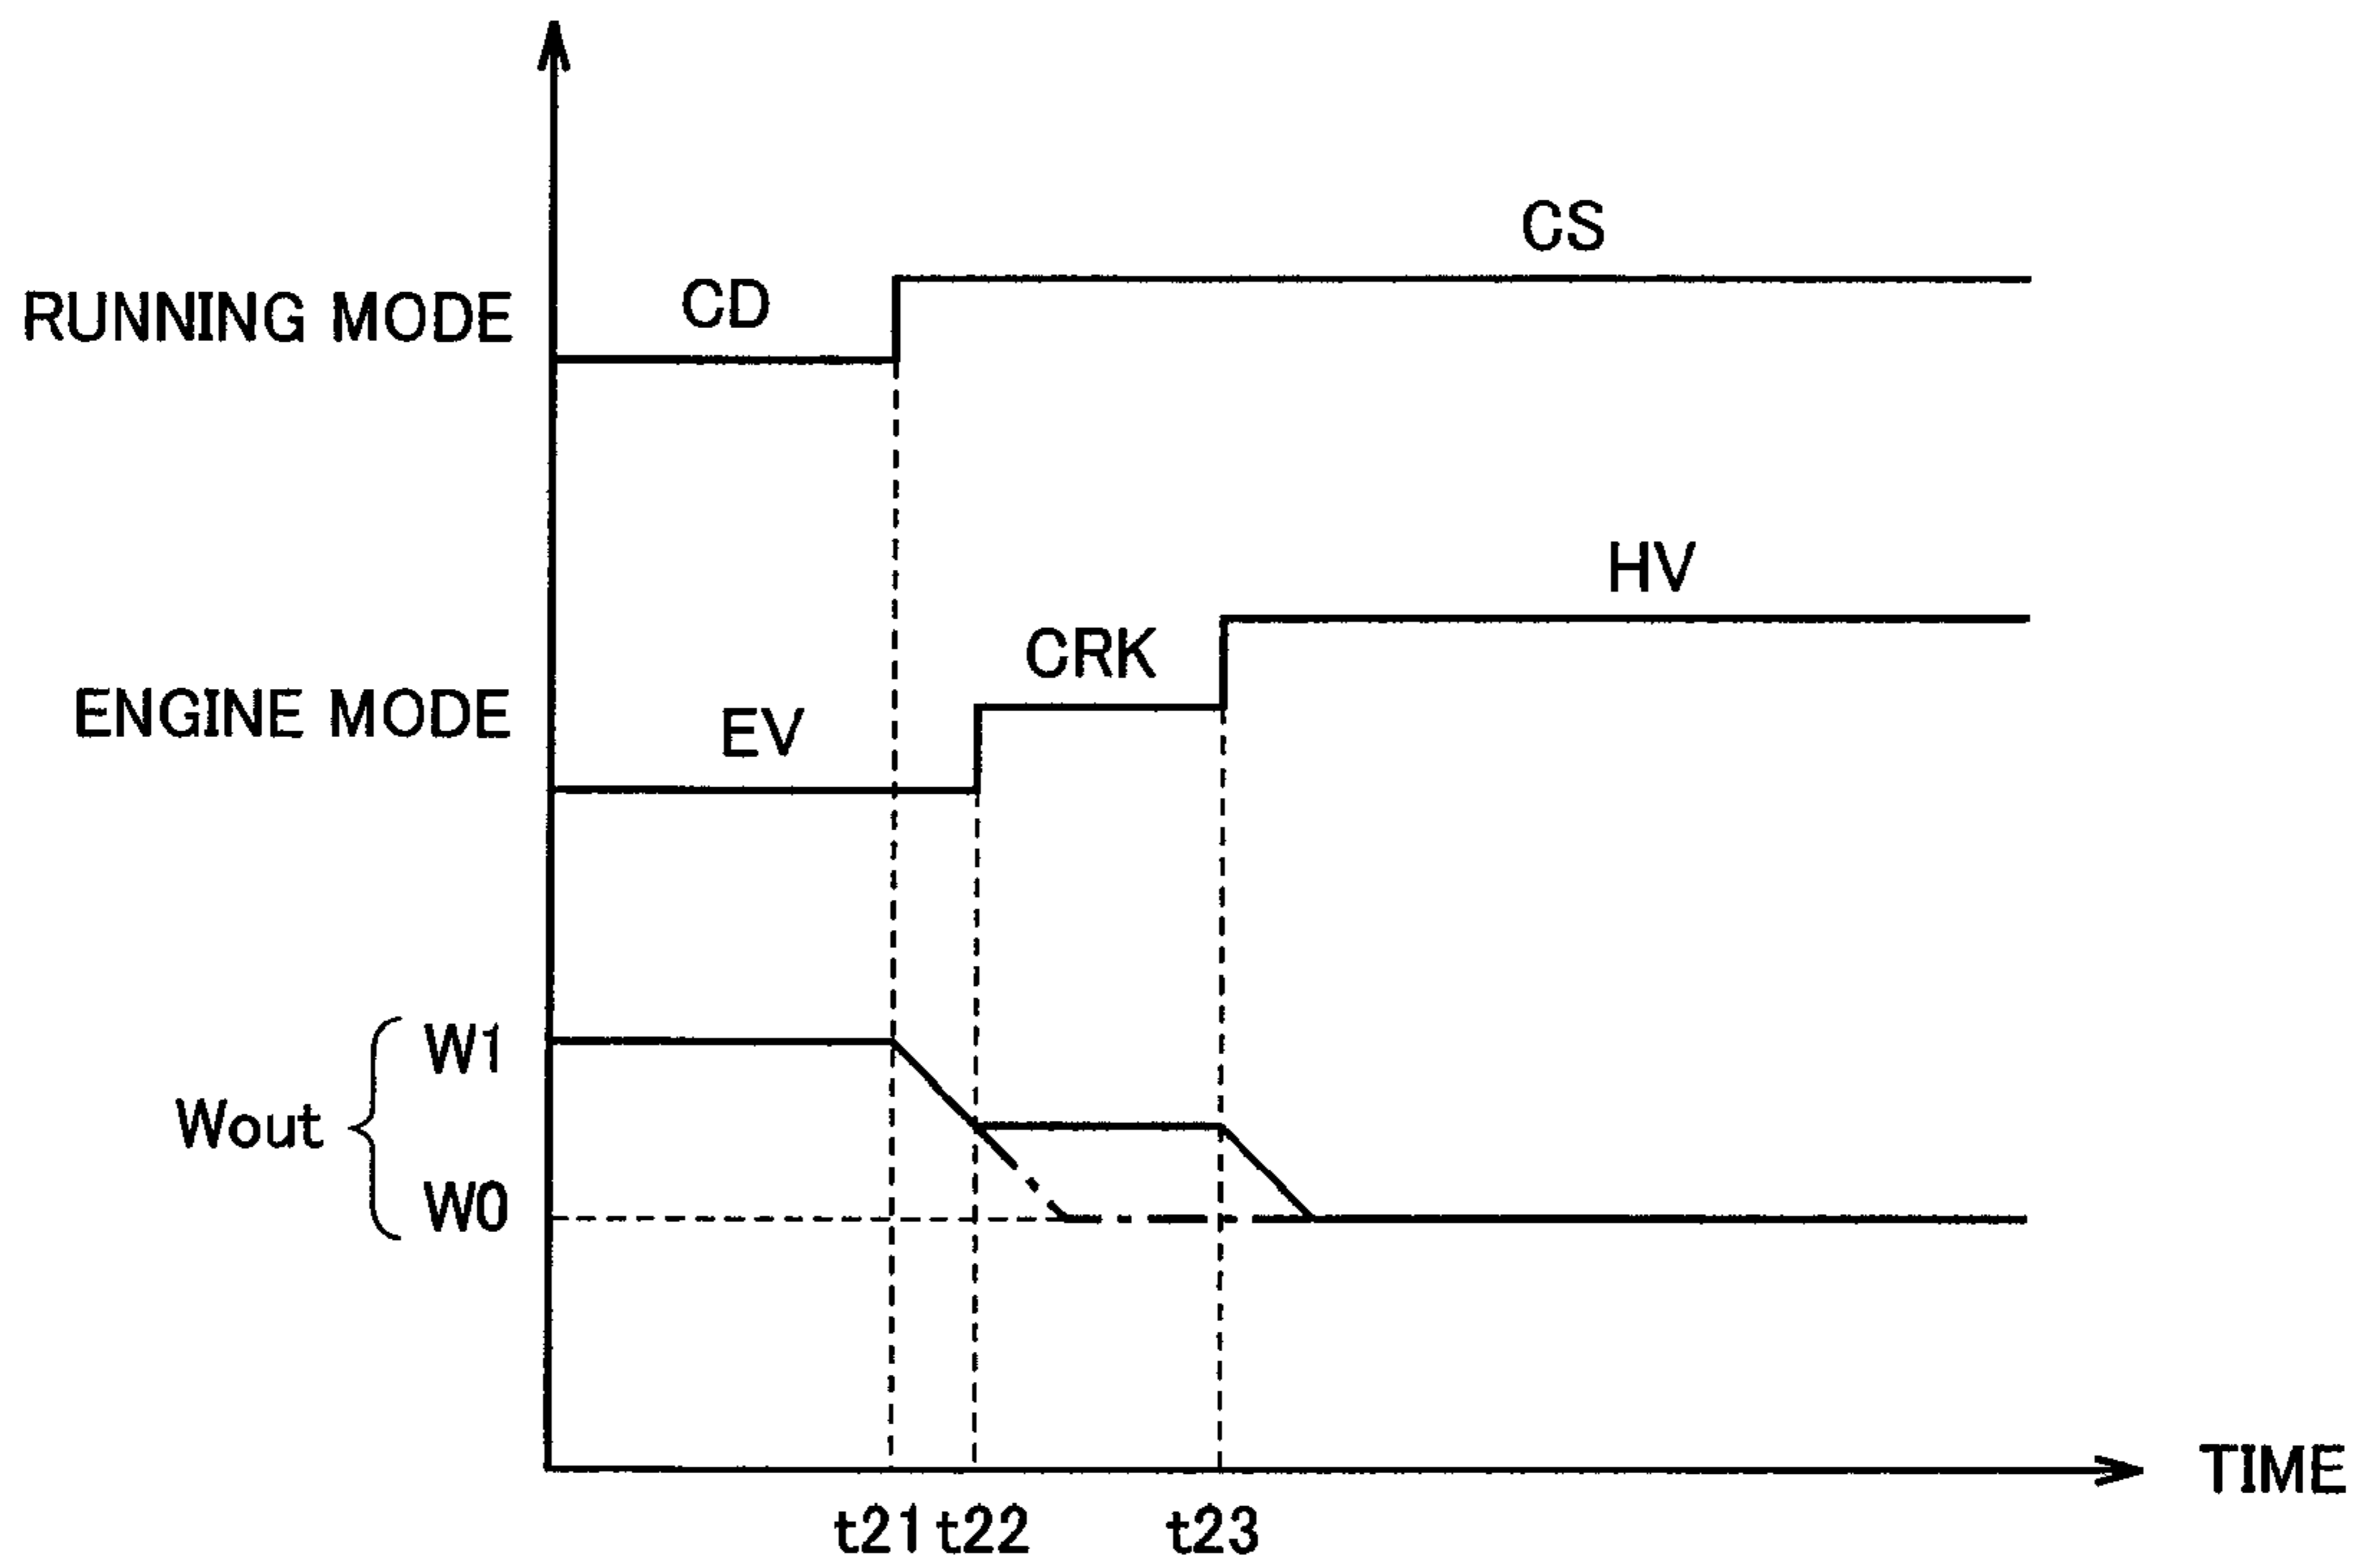 CS
CD
RUNNING MODE
HV
CRK
ENGINE MODE
EV
W1
Wout
W0
TIME
t21 t22 t23